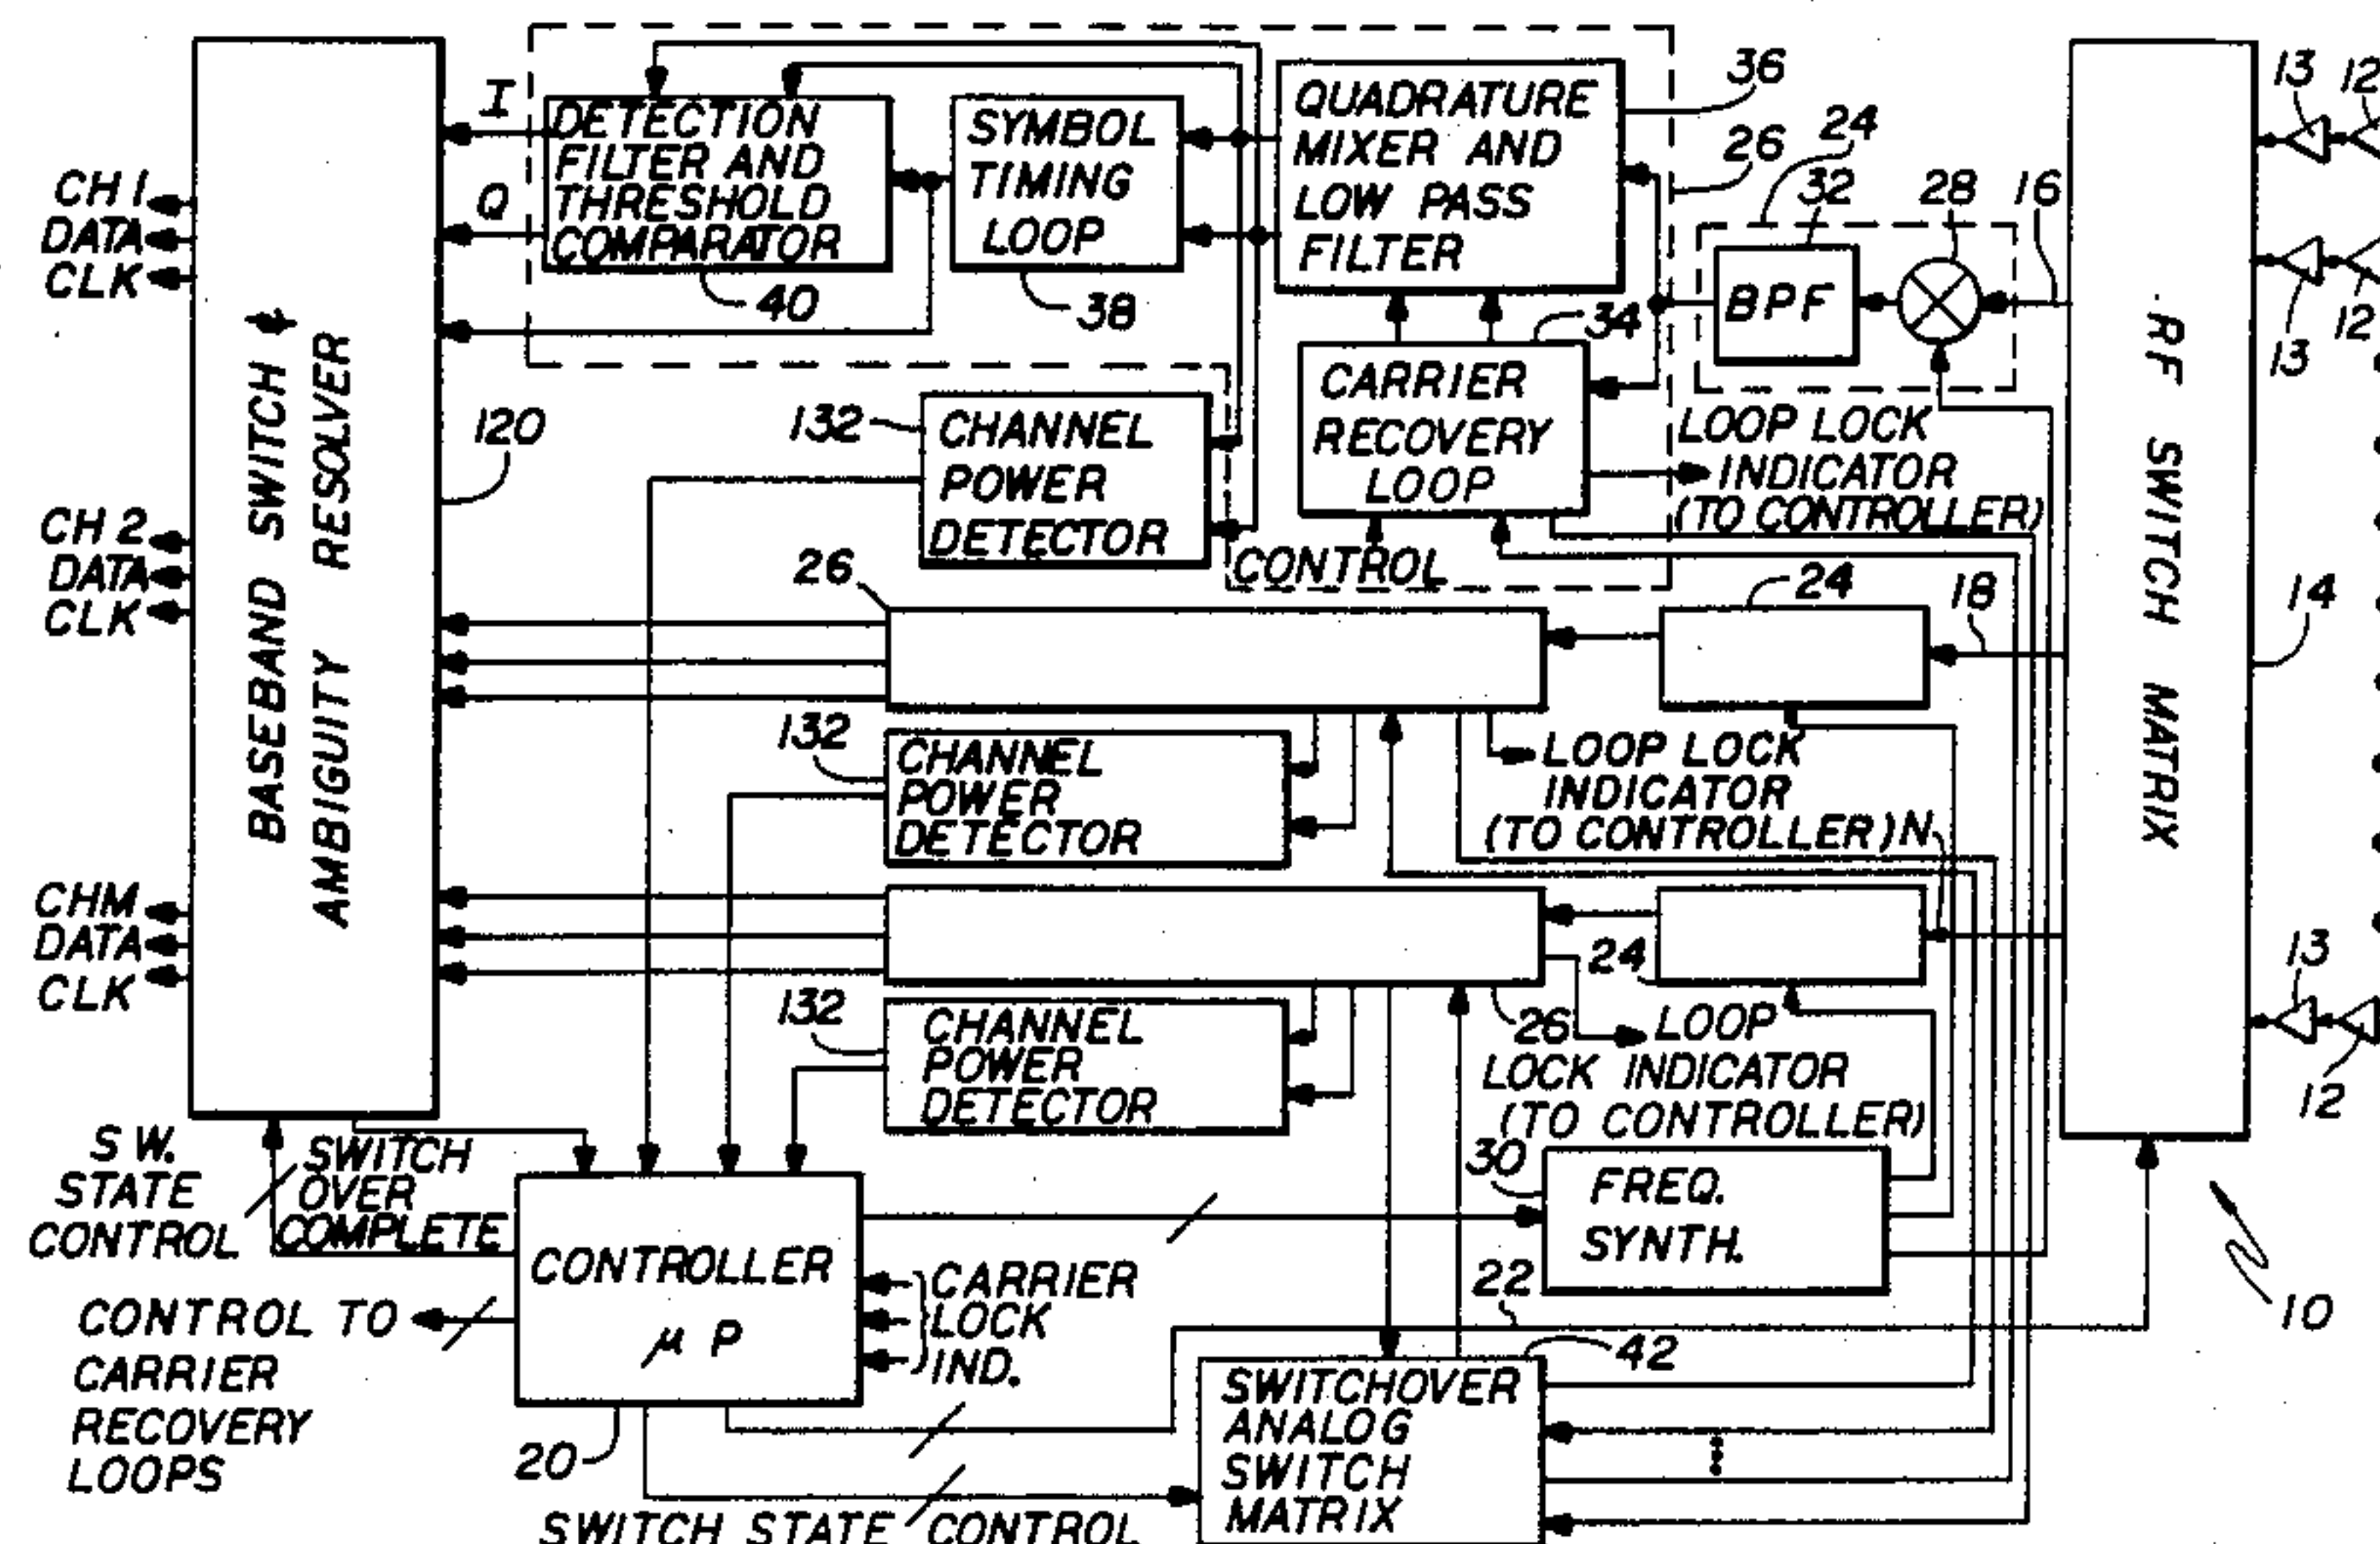 CH 1
DATA
CLK
CH 2
DATA
CLK
CHM
DATA
CLK
BASEBAND SWITCH &
AMBIGUITY RESOLVER
120
I
Q
DETECTION
FILTER AND
THRESHOLD
COMPARATOR
40
SYMBOL
TIMING
LOOP
38
QUADRATURE
MIXER AND
LOW PASS
FILTER
36
26
24
32
28
16
BPF
34
CARRIER
RECOVERY
LOOP
CONTROL
LOOP LOCK
INDICATOR
(TO CONTROLLER)
132
CHANNEL
POWER
DETECTOR
RF SWITCH MATRIX
14
13
12
13
12
13
12
26
24
18
132
CHANNEL
POWER
DETECTOR
LOOP LOCK
INDICATOR
(TO CONTROLLER)
N
24
26
132
CHANNEL
POWER
DETECTOR
LOOP
LOCK INDICATOR
(TO CONTROLLER)
30
FREQ.
SYNTH.
22
10
SW.
STATE
CONTROL
SWITCH
OVER
COMPLETE
CONTROLLER
μP
20
CARRIER
LOCK
IND.
CONTROL TO
CARRIER
RECOVERY
LOOPS
42
SWITCHOVER
ANALOG
SWITCH
MATRIX
SWITCH STATE CONTROL